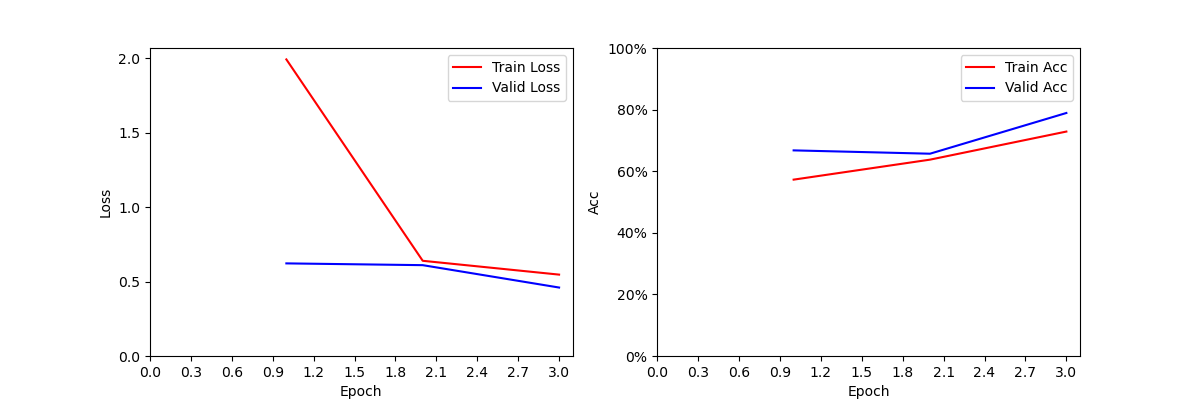 2.0
1.5
1.0
0.5
0.0
Loss
0.0 0.3 0.6 0.9 1.2 1.5 1.8 2.1 2.4 2.7 3.0
Epoch
Train Loss
Valid Loss
100%
80%
60%
40%
20%
0%
Acc
0.0 0.3 0.6 0.9 1.2 1.5 1.8 2.1 2.4 2.7 3.0
Epoch
Train Acc
Valid Acc